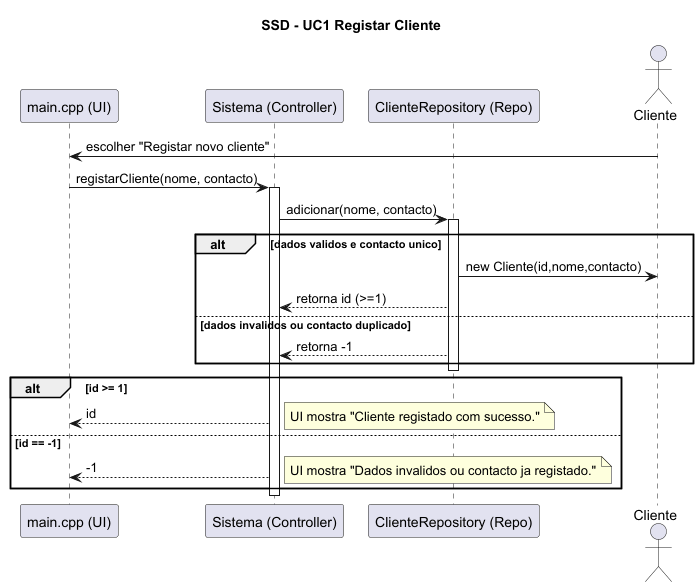 SSD - UC1 Registar Cliente
main.cpp (UI)
Sistema (Controller)
ClienteRepository (Repo)
Cliente
escolher "Registar novo cliente"
registarCliente(nome, contacto)
adicionar(nome, contacto)
alt
[dados validos e contacto unico]
new Cliente(id,nome,contacto)
retorna id (>=1)
[dados invalidos ou contacto duplicado]
retorna -1
alt
[id >= 1]
id
UI mostra "Cliente registado com sucesso."
[id == -1]
-1
UI mostra "Dados invalidos ou contacto ja registado."
main.cpp (UI)
Sistema (Controller)
ClienteRepository (Repo)
Cliente